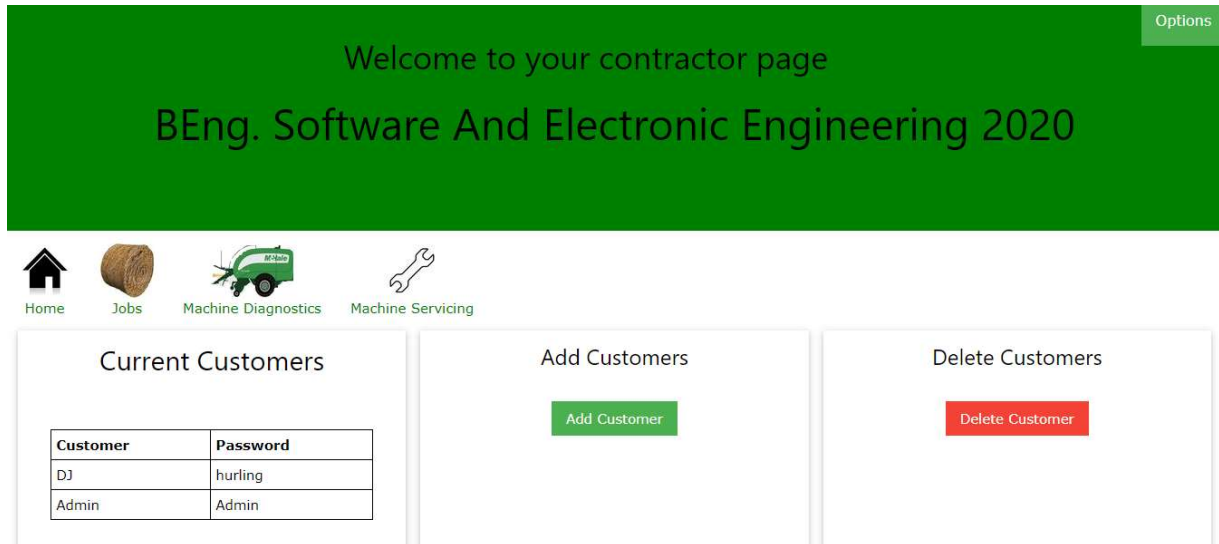 Options
Welcome to your contractor page
BEng. Software And Electronic Engineering 2020
McHale
Home Jobs Machine Diagnostics Machine Servicing
Current Customers
Customer Password
DJ hurling
Admin Admin
Add Customers
Add Customer
Delete Customers
Delete Customer